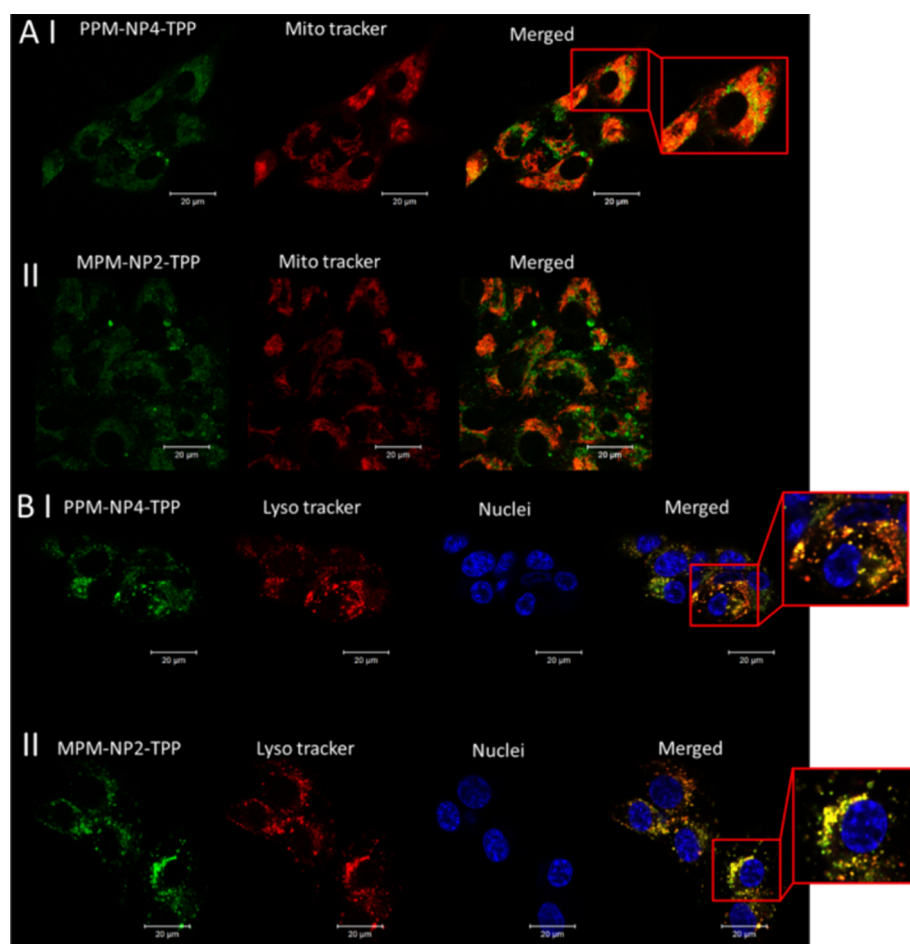 A I PPM-NP4-TPP Mito tracker Merged
20 µm 20 µm 20 µm
II MPM-NP2-TPP Mito tracker Merged
20 µm 20 µm 20 µm
B I PPM-NP4-TPP Lyso tracker Nuclei Merged
20 µm 20 µm 20 µm 20 µm
II MPM-NP2-TPP Lyso tracker Nuclei Merged
20 µm 20 µm 20 µm 20 µm